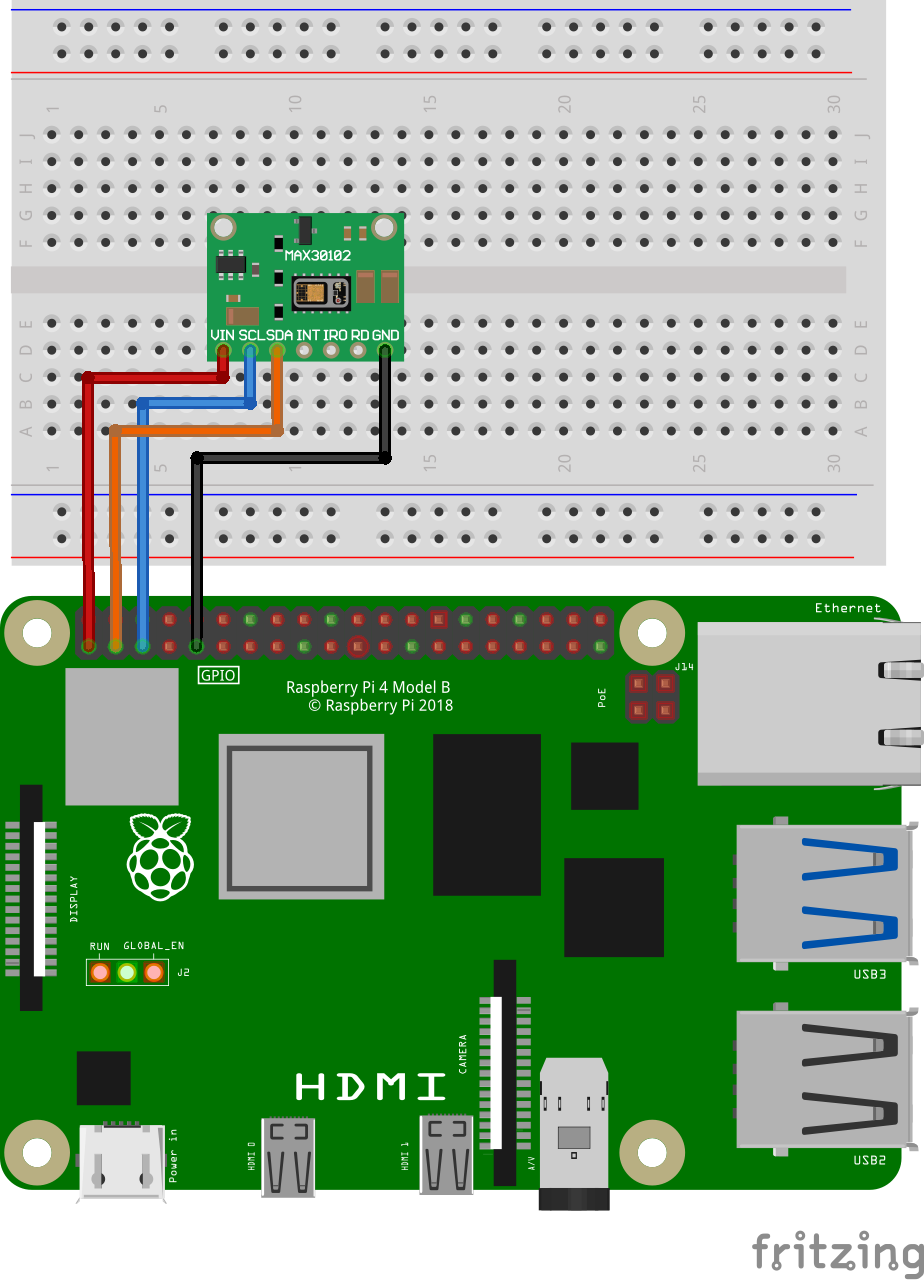 1 5 10 15 20 25 30
J J
I I
H H
G G
F F
MAX30102
VIN SCL SDA INT IRO RD GND
E E
D D
C C
B B
A A
1 5 10 15 20 25 30
Ethernet
GPIO
J14
Raspberry Pi 4 Model B
© Raspberry Pi 2018
PoE
DISPLAY
RUN GLOBAL_EN
J2
USB3
CAMERA
HDMI
Power in
HDMI 0
HDMI 1
A/V
USB2
fritzing